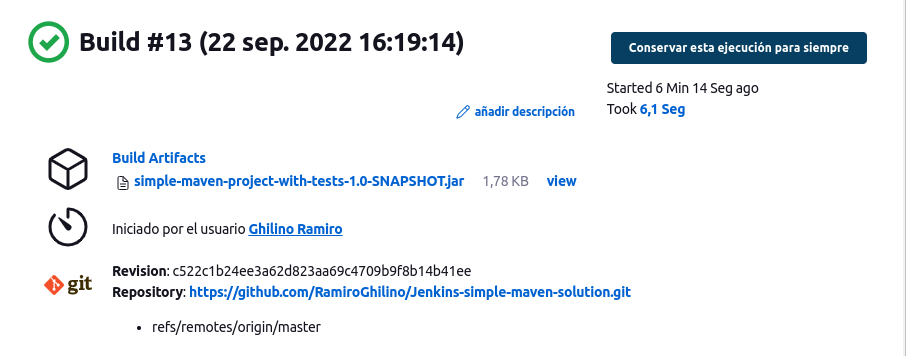 Build #13 (22 sep. 2022 16:19:14)
Conservar esta ejecución para siempre
Started 6 Min 14 Seg ago
Took 6,1 Seg
añadir descripción
Build Artifacts
simple-maven-project-with-tests-1.0-SNAPSHOT.jar 1,78 KB view
Iniciado por el usuario Ghilino Ramiro
git
Revision: c522c1b24ee3a62d823aa69c4709b9f8b14b41ee
Repository: https://github.com/RamiroGhilino/Jenkins-simple-maven-solution.git
• refs/remotes/origin/master